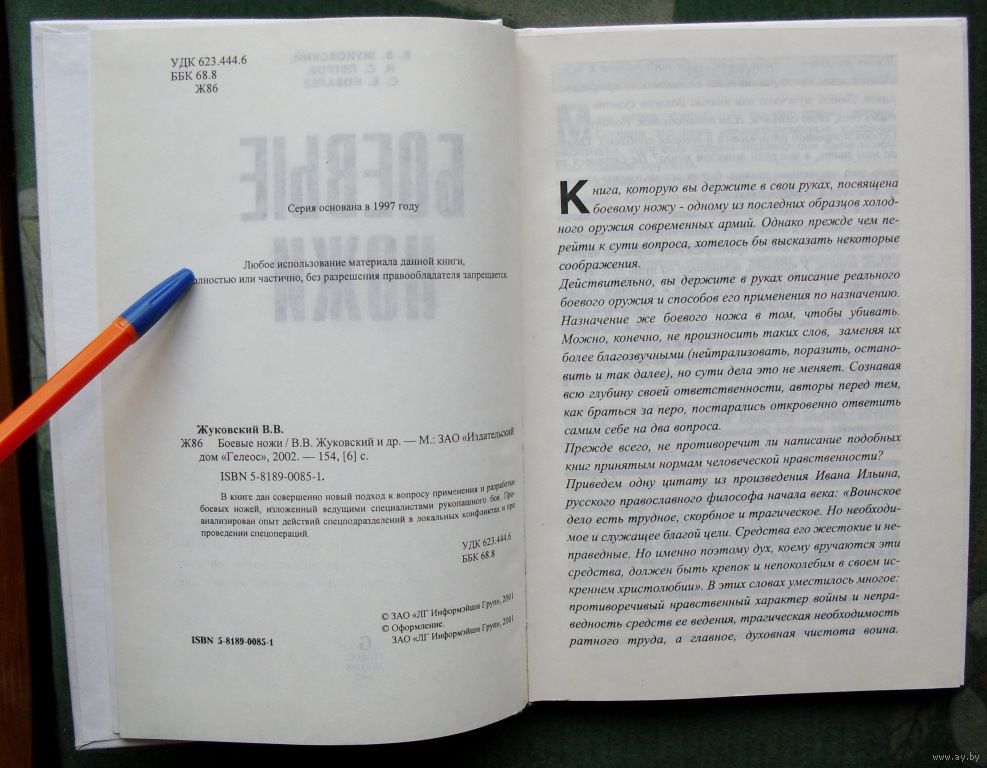 УДК 623.444.6
ББК 68.8
Ж86
В. В. ЖУКОВСКИЙ,
И. С. ПЕТРОВ,
С. Е. КОВАЛЕВ
БОЕВЫЕ
НОЖИ
Серия основана в 1997 году
Любое использование материала данной книги,
полностью или частично, без разрешения правообладателя запрещается.
Жуковский В.В.
Ж86 Боевые ножи / В.В. Жуковский и др. — М.: ЗАО «Издательский
дом «Гелеос», 2002. — 154, [6] с.
ISBN 5-8189-0085-1.
В книге дан совершенно новый подход к вопросу применения и разработки
боевых ножей, изложенный ведущими специалистами рукопашного боя. Про-
анализирован опыт действий спецподразделений в локальных конфликтах и при
проведении спецопераций.
УДК 623.444.6
ББК 68.8
© ЗАО «ЛГ Информэйшн Груп», 2001
© Оформление.
ЗАО «ЛГ Информэйшн Груп», 2001
ISBN 5-8189-0085-1
Книга, которую вы держите в свои руках, посвящена
боевому ножу - одному из последних образцов холод-
ного оружия современных армий. Однако прежде чем пе-
рейти к сути вопроса, хотелось бы высказать некоторые
соображения.
Действительно, вы держите в руках описание реального
боевого оружия и способов его применения по назначению.
Назначение же боевого ножа в том, чтобы убивать.
Можно, конечно, не произносить таких слов, заменяя их
более благозвучными (нейтрализовать, поразить, остано-
вить и так далее), но сути дела это не меняет. Сознавая
всю глубину своей ответственности, авторы перед тем,
как браться за перо, постарались откровенно ответить
самим себе на два вопроса.
Прежде всего, не противоречит ли написание подобных
книг принятым нормам человеческой нравственности?
Приведем одну цитату из произведения Ивана Ильина,
русского православного философа начала века: «Воинское
дело есть трудное, скорбное и трагическое. Но необходи-
мое и служащее благой цели. Средства его жестокие и не-
праведные. Но именно поэтому дух, коему вручаются эти
средства, должен быть крепок и непоколебим в своем ис-
креннем христолюбии». В этих словах уместилось многое:
противоречивый нравственный характер войны и непра-
ведность средств ее ведения, трагическая необходимость
ратного труда, а главное, духовная чистота воина.
www.ay.by